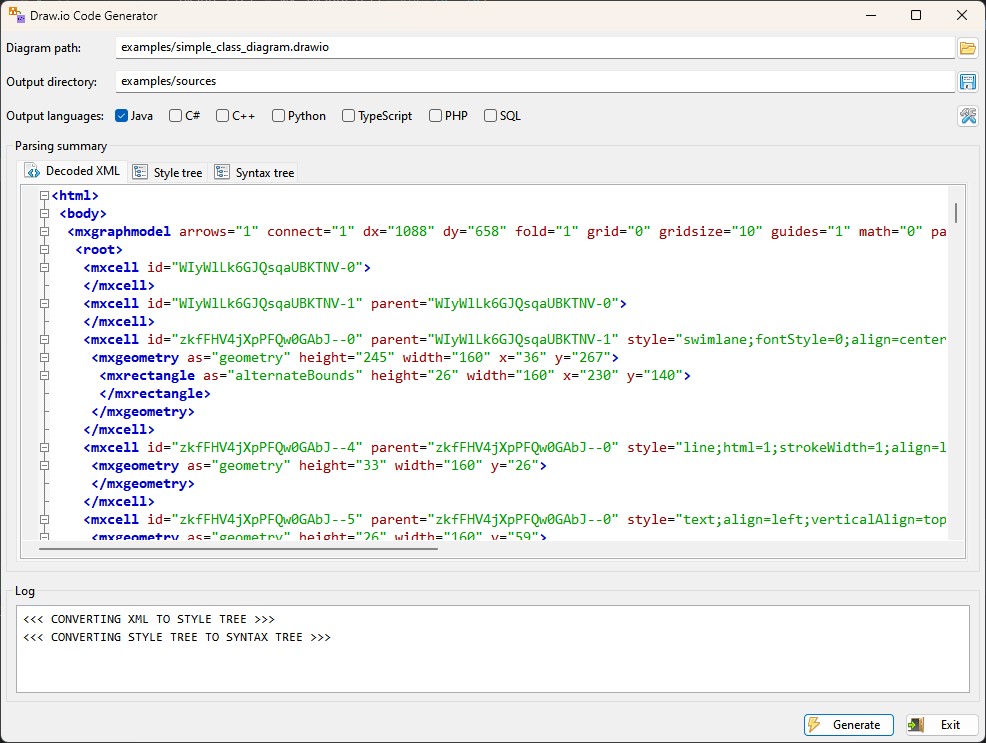 Draw.io Code Generator
Diagram path: examples/simple_class_diagram.drawio
Output directory: examples/sources
Output languages: Java C# C++ Python TypeScript PHP SQL
Parsing summary
Decoded XML Style tree Syntax tree
<html>
<body>
<mxgraphmodel arrows="1" connect="1" dx="1088" dy="658" fold="1" grid="0" gridsize="10" guides="1" math="0" pa
<root>
<mxcell id="WIyWlLk6GJQsqaUBKTNV-0">
</mxcell>
<mxcell id="WIyWlLk6GJQsqaUBKTNV-1" parent="WIyWlLk6GJQsqaUBKTNV-0">
</mxcell>
<mxcell id="zkfFHV4jXpPFQw0GAbJ--0" parent="WIyWlLk6GJQsqaUBKTNV-1" style="swimlane;fontStyle=0;align=center
<mxgeometry as="geometry" height="245" width="160" x="36" y="267">
<mxrectangle as="alternateBounds" height="26" width="160" x="230" y="140">
</mxrectangle>
</mxgeometry>
</mxcell>
<mxcell id="zkfFHV4jXpPFQw0GAbJ--4" parent="zkfFHV4jXpPFQw0GAbJ--0" style="line;html=1;strokeWidth=1;align=l
<mxgeometry as="geometry" height="33" width="160" y="26">
</mxgeometry>
</mxcell>
<mxcell id="zkfFHV4jXpPFQw0GAbJ--5" parent="zkfFHV4jXpPFQw0GAbJ--0" style="text;align=left;verticalAlign=top
<mxgeometry as="geometry" height="26" width="160" y="59">
Log
<<< CONVERTING XML TO STYLE TREE >>>
<<< CONVERTING STYLE TREE TO SYNTAX TREE >>>
Generate Exit